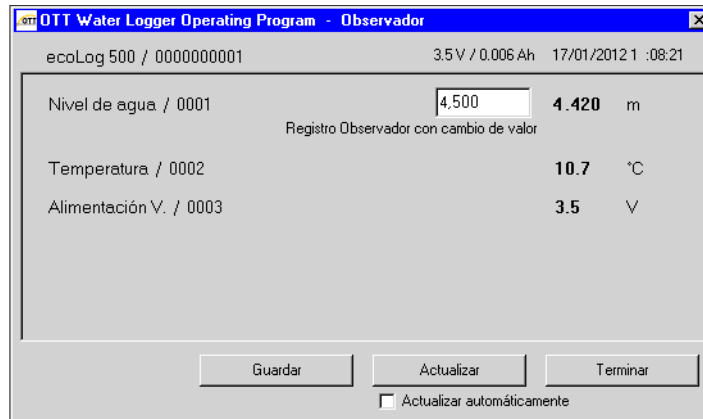 OTT OTT Water Logger Operating Program - Observador
ecoLog 500 / 0000000001 3.5 V / 0.006 Ah 17/01/2012 1 :08:21
Nivel de agua / 0001 4,500 4.420 m
Registro Observador con cambio de valor
Temperatura / 0002 10.7 °C
Alimentación V. / 0003 3.5 V
Guardar Actualizar Terminar
Actualizar automáticamente